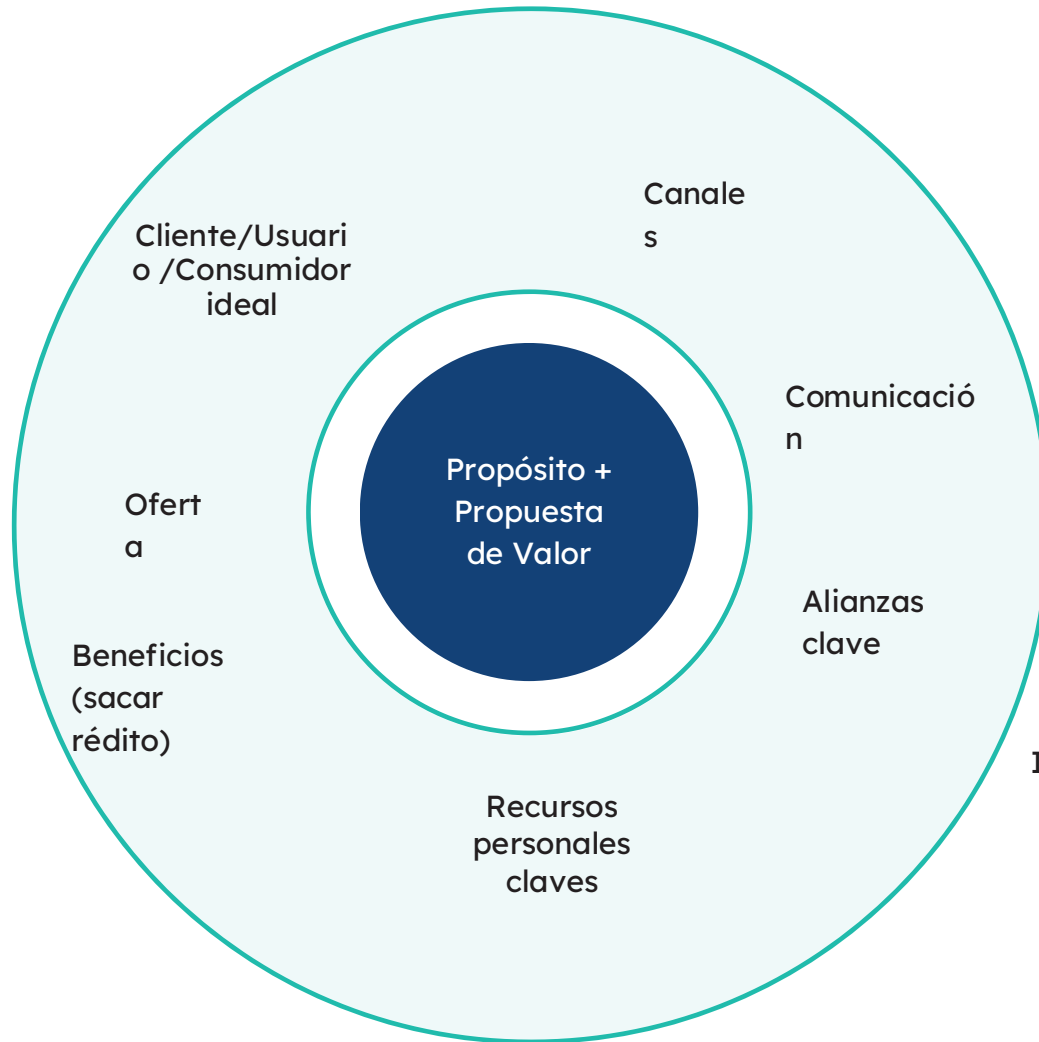 Canale
s
Cliente/Usuari
o /Consumidor
ideal
Comunicació
n
Propósito +
Propuesta
de Valor
Ofert
a
Alianzas
clave
Beneficios
(sacar
rédito)
Recursos
personales
claves